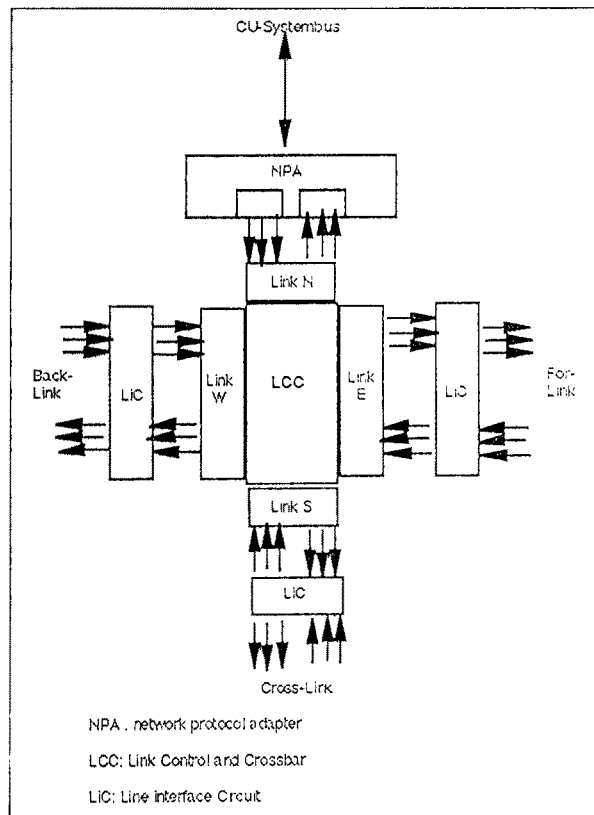 CU-Systembus
NPA
Link N
Back-
Link
LiC
Link
W
LCC
Link
E
LiC
For-
Link
Link S
LiC
Cross-Link
NPA . network protocol adapter
LCC: Link Control and Crossbar
LiC: Line interface Circuit